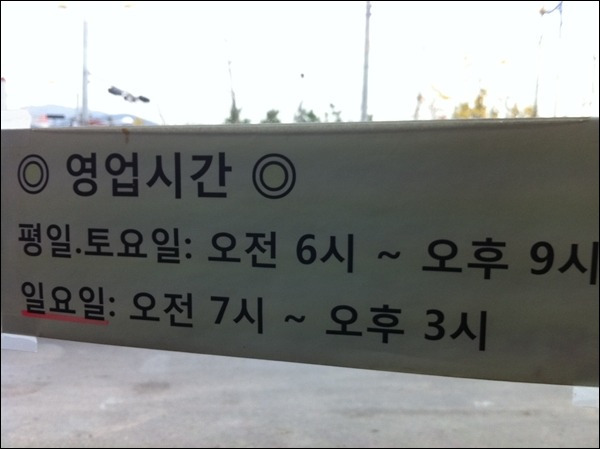 ◎ 영업시간 ◎
평일.토요일: 오전 6시 ~ 오후 9시
일요일: 오전 7시 ~ 오후 3시